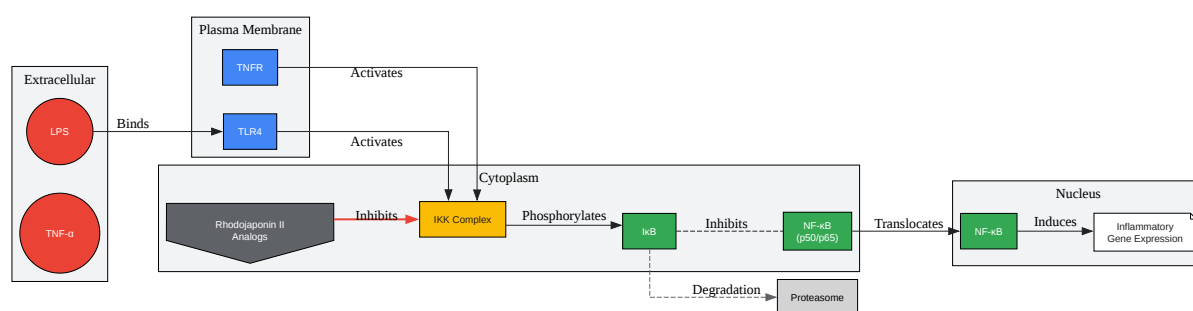 Plasma Membrane
TNFR
Activates
Extracellular
LPS
Binds
TLR4
Activates
TNF-α
Cytoplasm
Rhodojaponin II
Analogs
Inhibits
IKK Complex
Phosphorylates
IκB
Inhibits
NF-κB
(p50/p65)
Translocates
Nucleus
NF-κB
Induces
Inflammatory
Gene Expression
Degradation
Proteasome